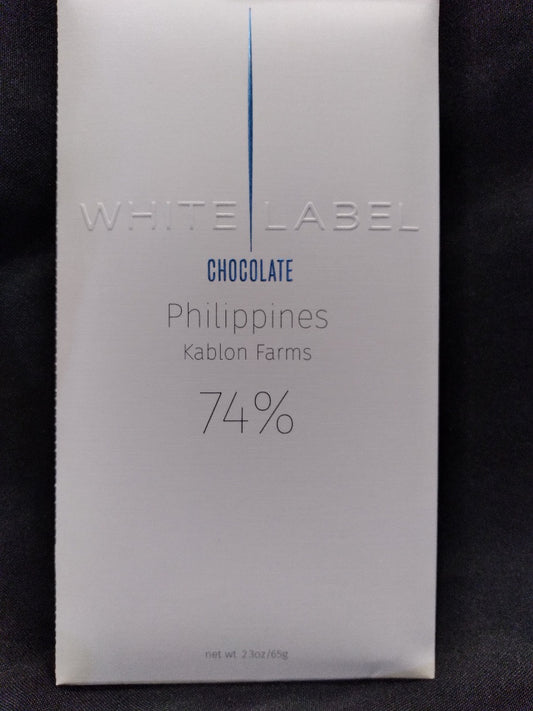 WHITE LABEL
CHOCOLATE
Philippines
Kablon Farms
74%
net wt 2.3oz/65g